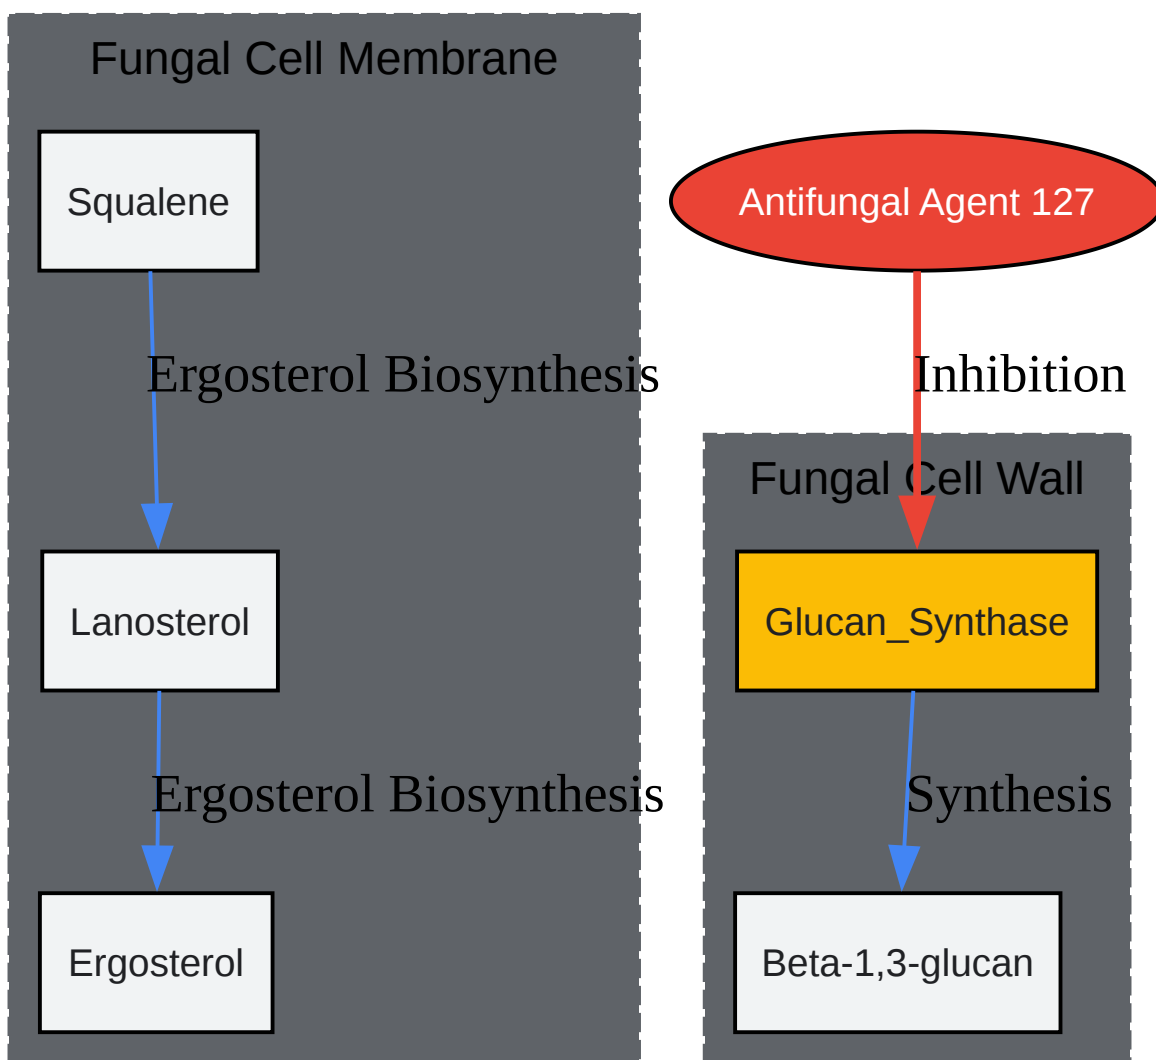 Fungal Cell Membrane
Squalene
Antifungal Agent 127
Ergosterol Biosynthesis
Inhibition
Fungal Cell Wall
Lanosterol
Glucan_Synthase
Ergosterol Biosynthesis
Synthesis
Ergosterol
Beta-1,3-glucan